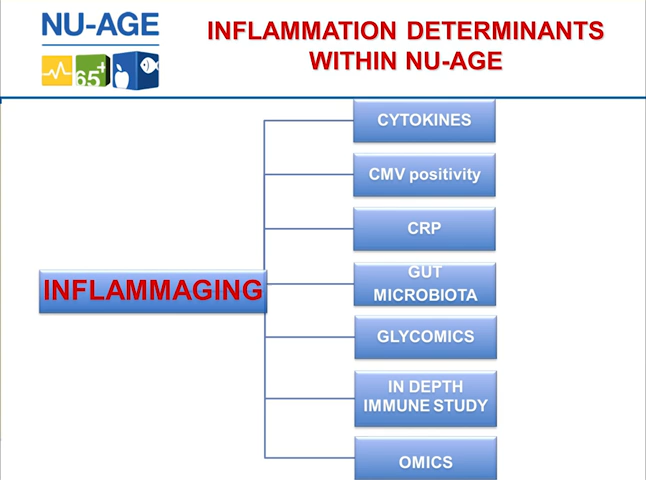 NU-AGE
65+
INFLAMMATION DETERMINANTS
WITHIN NU-AGE
INFLAMMAGING
CYTOKINES
CMV positivity
CRP
GUT
MICROBIOTA
GLYCOMICS
IN DEPTH
IMMUNE STUDY
OMICS